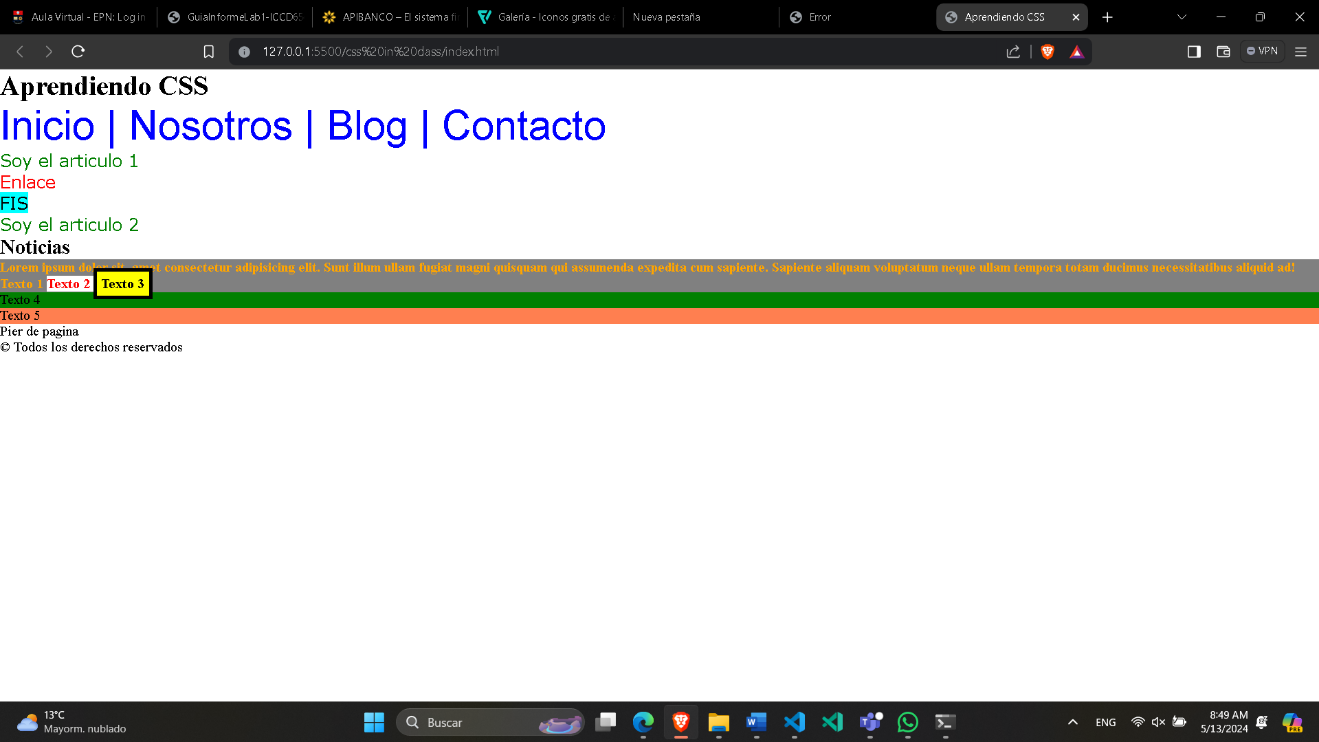 Aula Virtual - EPN: Log in
GuiaInformeLab1-ICCD65
APIBANCO – El sistema fi
Galería - Iconos gratis de
Nueva pestaña
Error
Aprendiendo CSS
127.0.0.1:5500/css%20in%20dass/index.html
VPN
Aprendiendo CSS
Inicio | Nosotros | Blog | Contacto
Soy el articulo 1
Enlace
FIS
Soy el articulo 2
Noticias
Lorem ipsum dolor sit, amet consectetur adipisicing elit. Sunt illum ullam fugiat magni quisquam qui assumenda expedita cum sapiente. Sapiente aliquam voluptatum neque ullam tempora totam ducimus necessitatibus aliquid ad!
Texto 1 Texto 2 Texto 3
Texto 4
Texto 5
Pier de pagina
© Todos los derechos reservados
13°C
Mayorm. nublado
Buscar
ENG
8:49 AM
5/13/2024